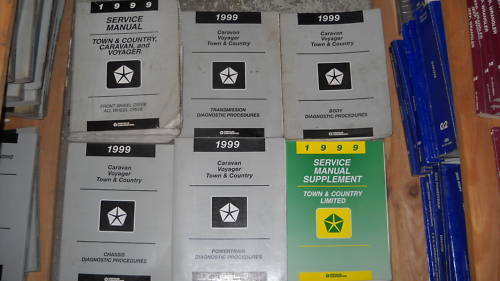 1999
SERVICE
MANUAL
TOWN & COUNTRY,
CARAVAN, and
VOYAGER
FRONT WHEEL DRIVE
ALL WHEEL DRIVE
1999
Caravan
Voyager
Town & Country
TRANSMISSION
DIAGNOSTIC PROCEDURES
1999
Caravan
Voyager
Town & Country
BODY
DIAGNOSTIC PROCEDURES
1999
Caravan
Voyager
Town & Country
CHASSIS
DIAGNOSTIC PROCEDURES
1999
Caravan
Voyager
Town & Country
POWERTRAIN
DIAGNOSTIC PROCEDURES
1999
SERVICE
MANUAL
SUPPLEMENT
TOWN & COUNTRY
LIMITED